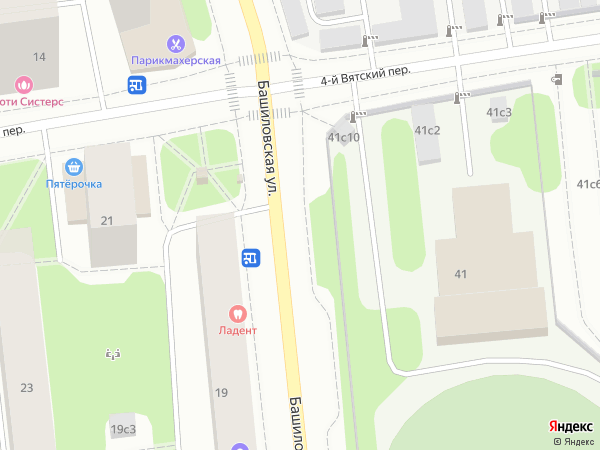 14
Парикмахерская
4-й Вятский пер.
оти Систерс
пер.
Башиловская ул.
41с10
41с2
41с3
41с6
Пятёрочка
21
41
Ладент
19
23
19с3
Башило
Яндекс
© Яндекс